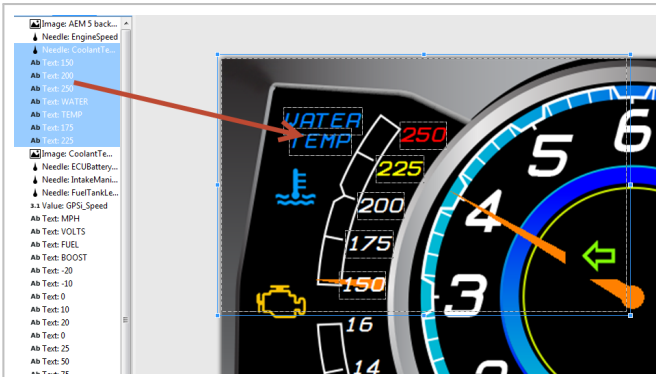 Image: AEM 5 back...
Needle: EngineSpeed
Needle: CoolantTe...
Ab Text: 150
Ab Text: 200
Ab Text: 250
Ab Text: WATER
Ab Text: TEMP
Ab Text: 175
Ab Text: 225
Image: CoolantTe...
Needle: ECUBattery...
Needle: IntakeMani...
Needle: FuelTankLe...
3.1 Value: GPSi_Speed
Ab Text: MPH
Ab Text: VOLTS
Ab Text: FUEL
Ab Text: BOOST
Ab Text: -20
Ab Text: -10
Ab Text: 0
Ab Text: 10
Ab Text: 20
Ab Text: 0
Ab Text: 25
Ab Text: 50
Ab Text: 75
WATER
TEMP
250
225
200
175
150
16
14
6
5
4
3